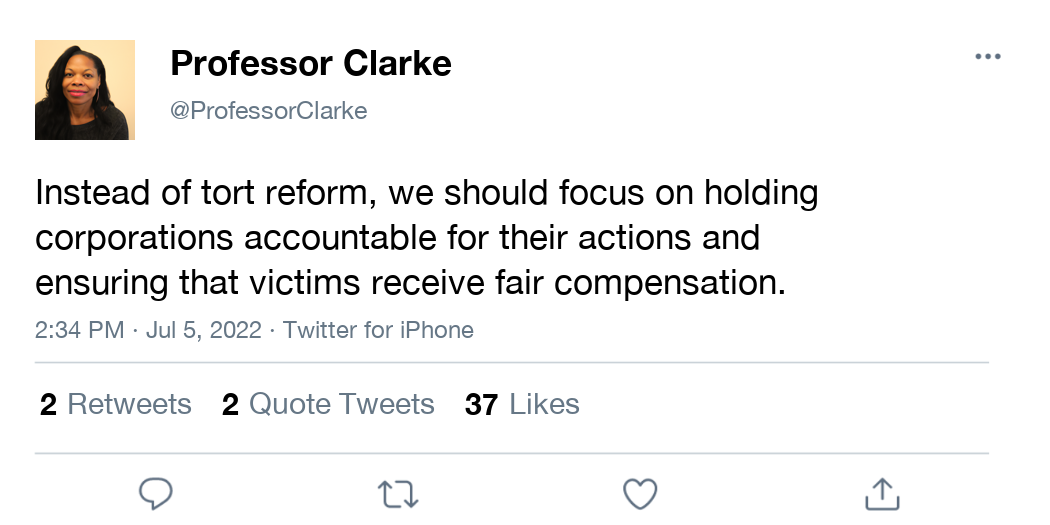 Professor Clarke
@ProfessorClarke
Instead of tort reform, we should focus on holding
corporations accountable for their actions and
ensuring that victims receive fair compensation.
2:34 PM · Jul 5, 2022 · Twitter for iPhone
2 Retweets 2 Quote Tweets 37 Likes